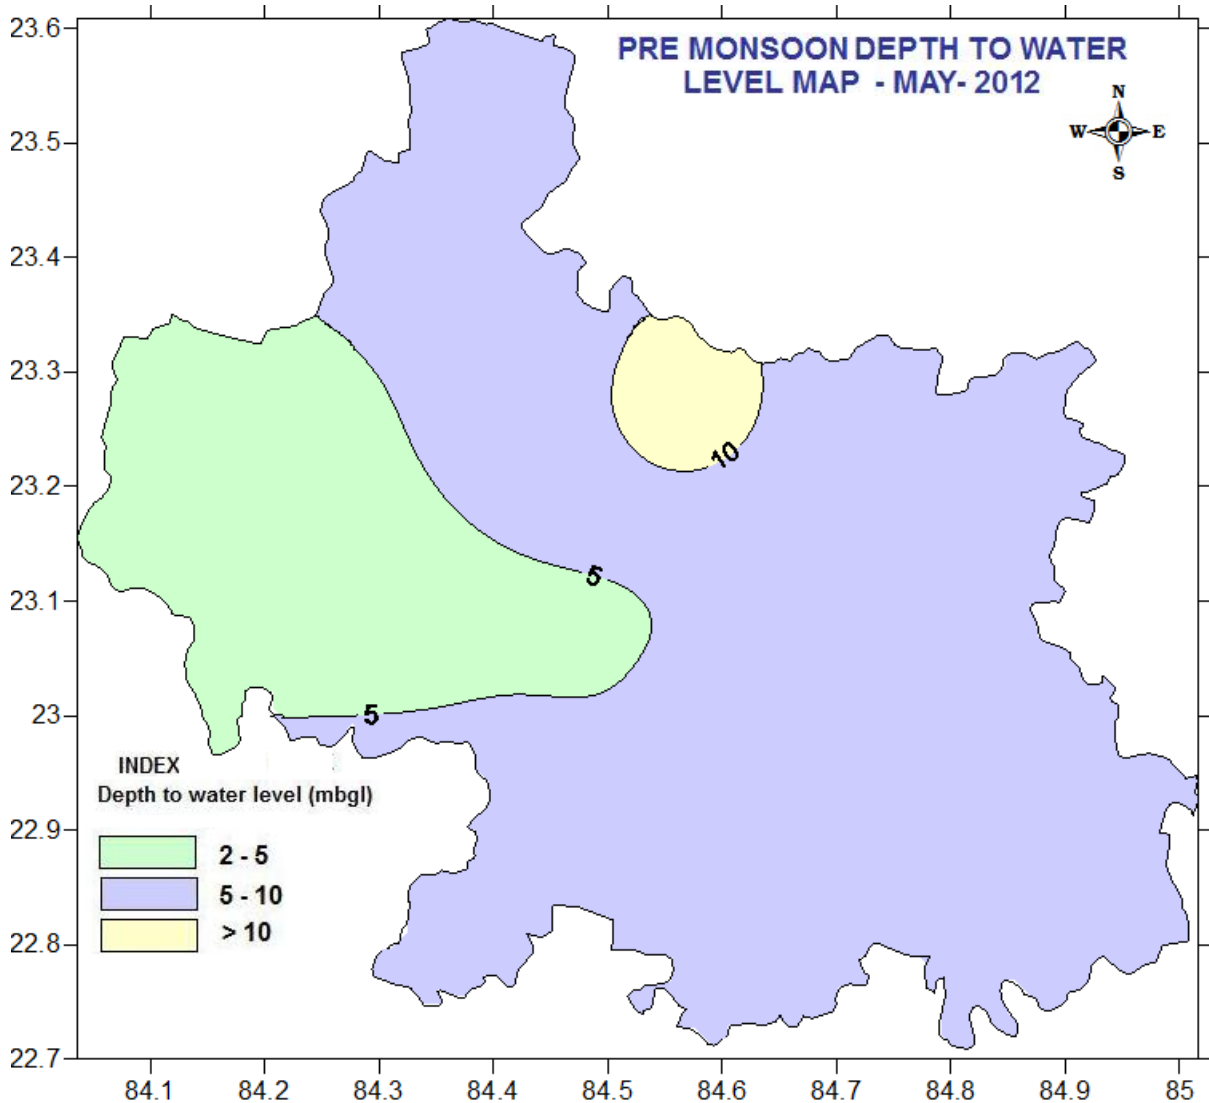 PRE MONSOON DEPTH TO WATER
LEVEL MAP - MAY- 2012
N
W E
S
23.6
23.5
23.4
23.3
23.2
23.1
23
22.9
22.8
22.7
10
5
5
INDEX
Depth to water level (mbgl)
2 - 5
5 - 10
> 10
84.1 84.2 84.3 84.4 84.5 84.6 84.7 84.8 84.9 85